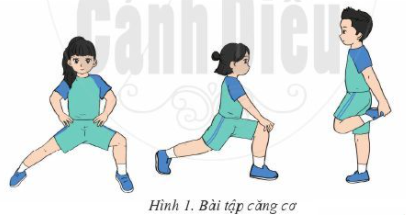 Cánh Diều
Hình 1. Bài tập căng cơ